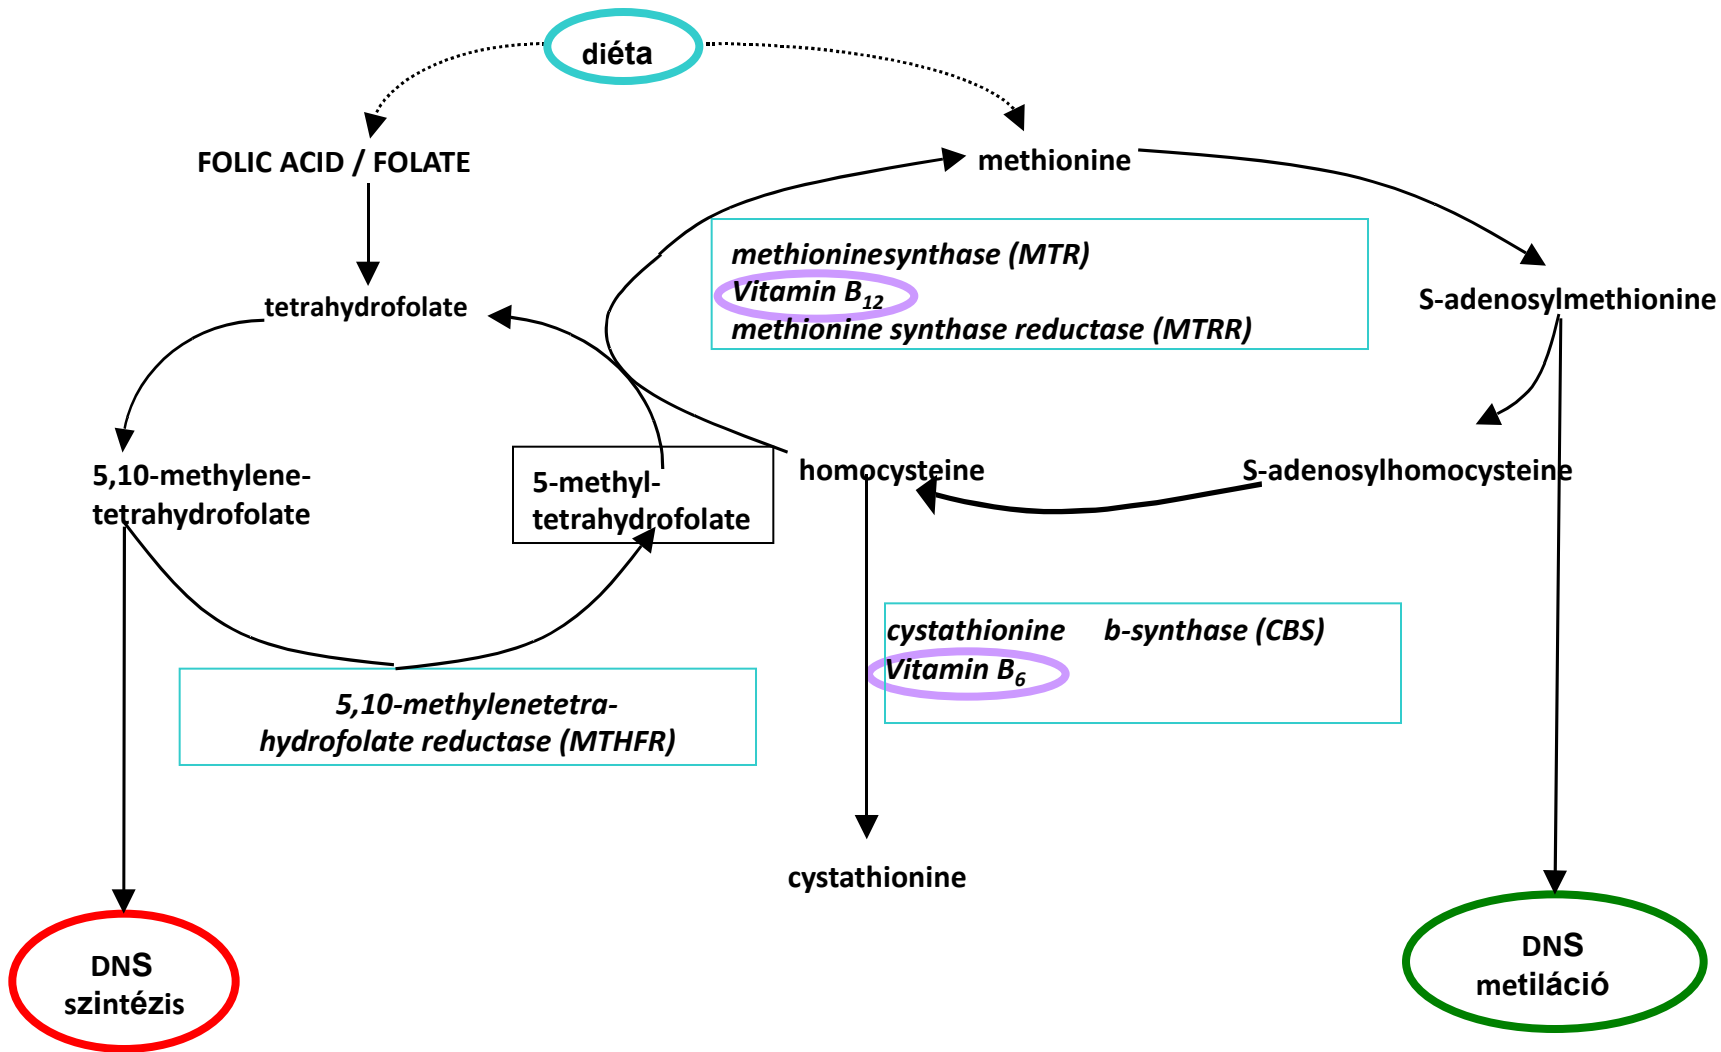 diéta
FOLIC ACID / FOLATE
methionine
methioninesynthase (MTR)
Vitamin B12
methionine synthase reductase (MTRR)
tetrahydrofolate
S-adenosylmethionine
5,10-methylene-
tetrahydrofolate
5-methyl-
tetrahydrofolate
homocysteine
S-adenosylhomocysteine
cystathionine b-synthase (CBS)
Vitamin B6
5,10-methylenetetra-
hydrofolate reductase (MTHFR)
cystathionine
DNS
szintézis
DNS
metiláció